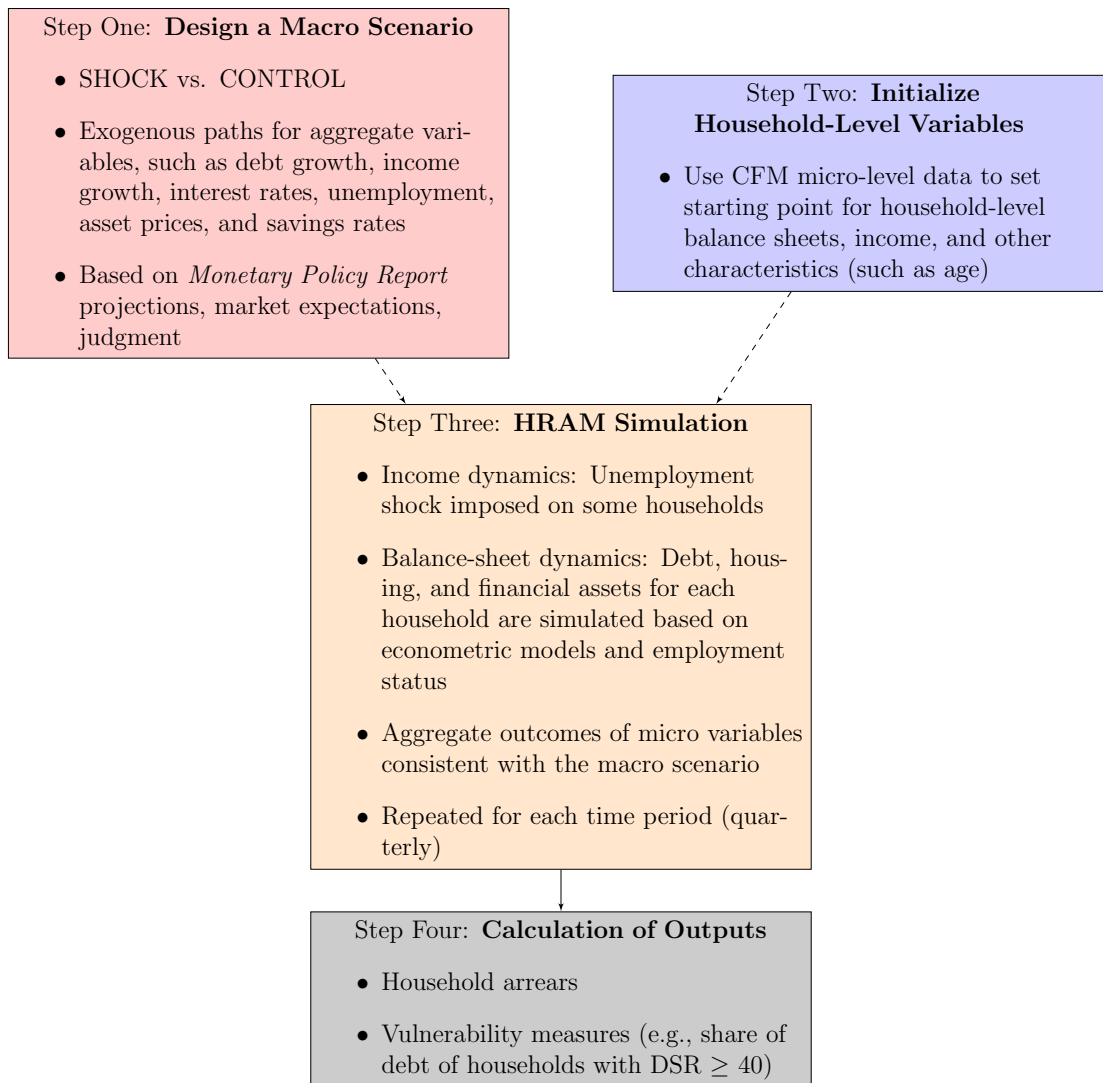 Step One: Design a Macro Scenario
• SHOCK vs. CONTROL
• Exogenous paths for aggregate vari-
ables, such as debt growth, income
growth, interest rates, unemployment,
asset prices, and savings rates
• Based on Monetary Policy Report
projections, market expectations,
judgment
Step Two: Initialize
Household-Level Variables
• Use CFM micro-level data to set
starting point for household-level
balance sheets, income, and other
characteristics (such as age)
Step Three: HRAM Simulation
• Income dynamics: Unemployment
shock imposed on some households
• Balance-sheet dynamics: Debt, hous-
ing, and financial assets for each
household are simulated based on
econometric models and employment
status
• Aggregate outcomes of micro variables
consistent with the macro scenario
• Repeated for each time period (quar-
terly)
Step Four: Calculation of Outputs
• Household arrears
• Vulnerability measures (e.g., share of
debt of households with DSR ≥ 40)